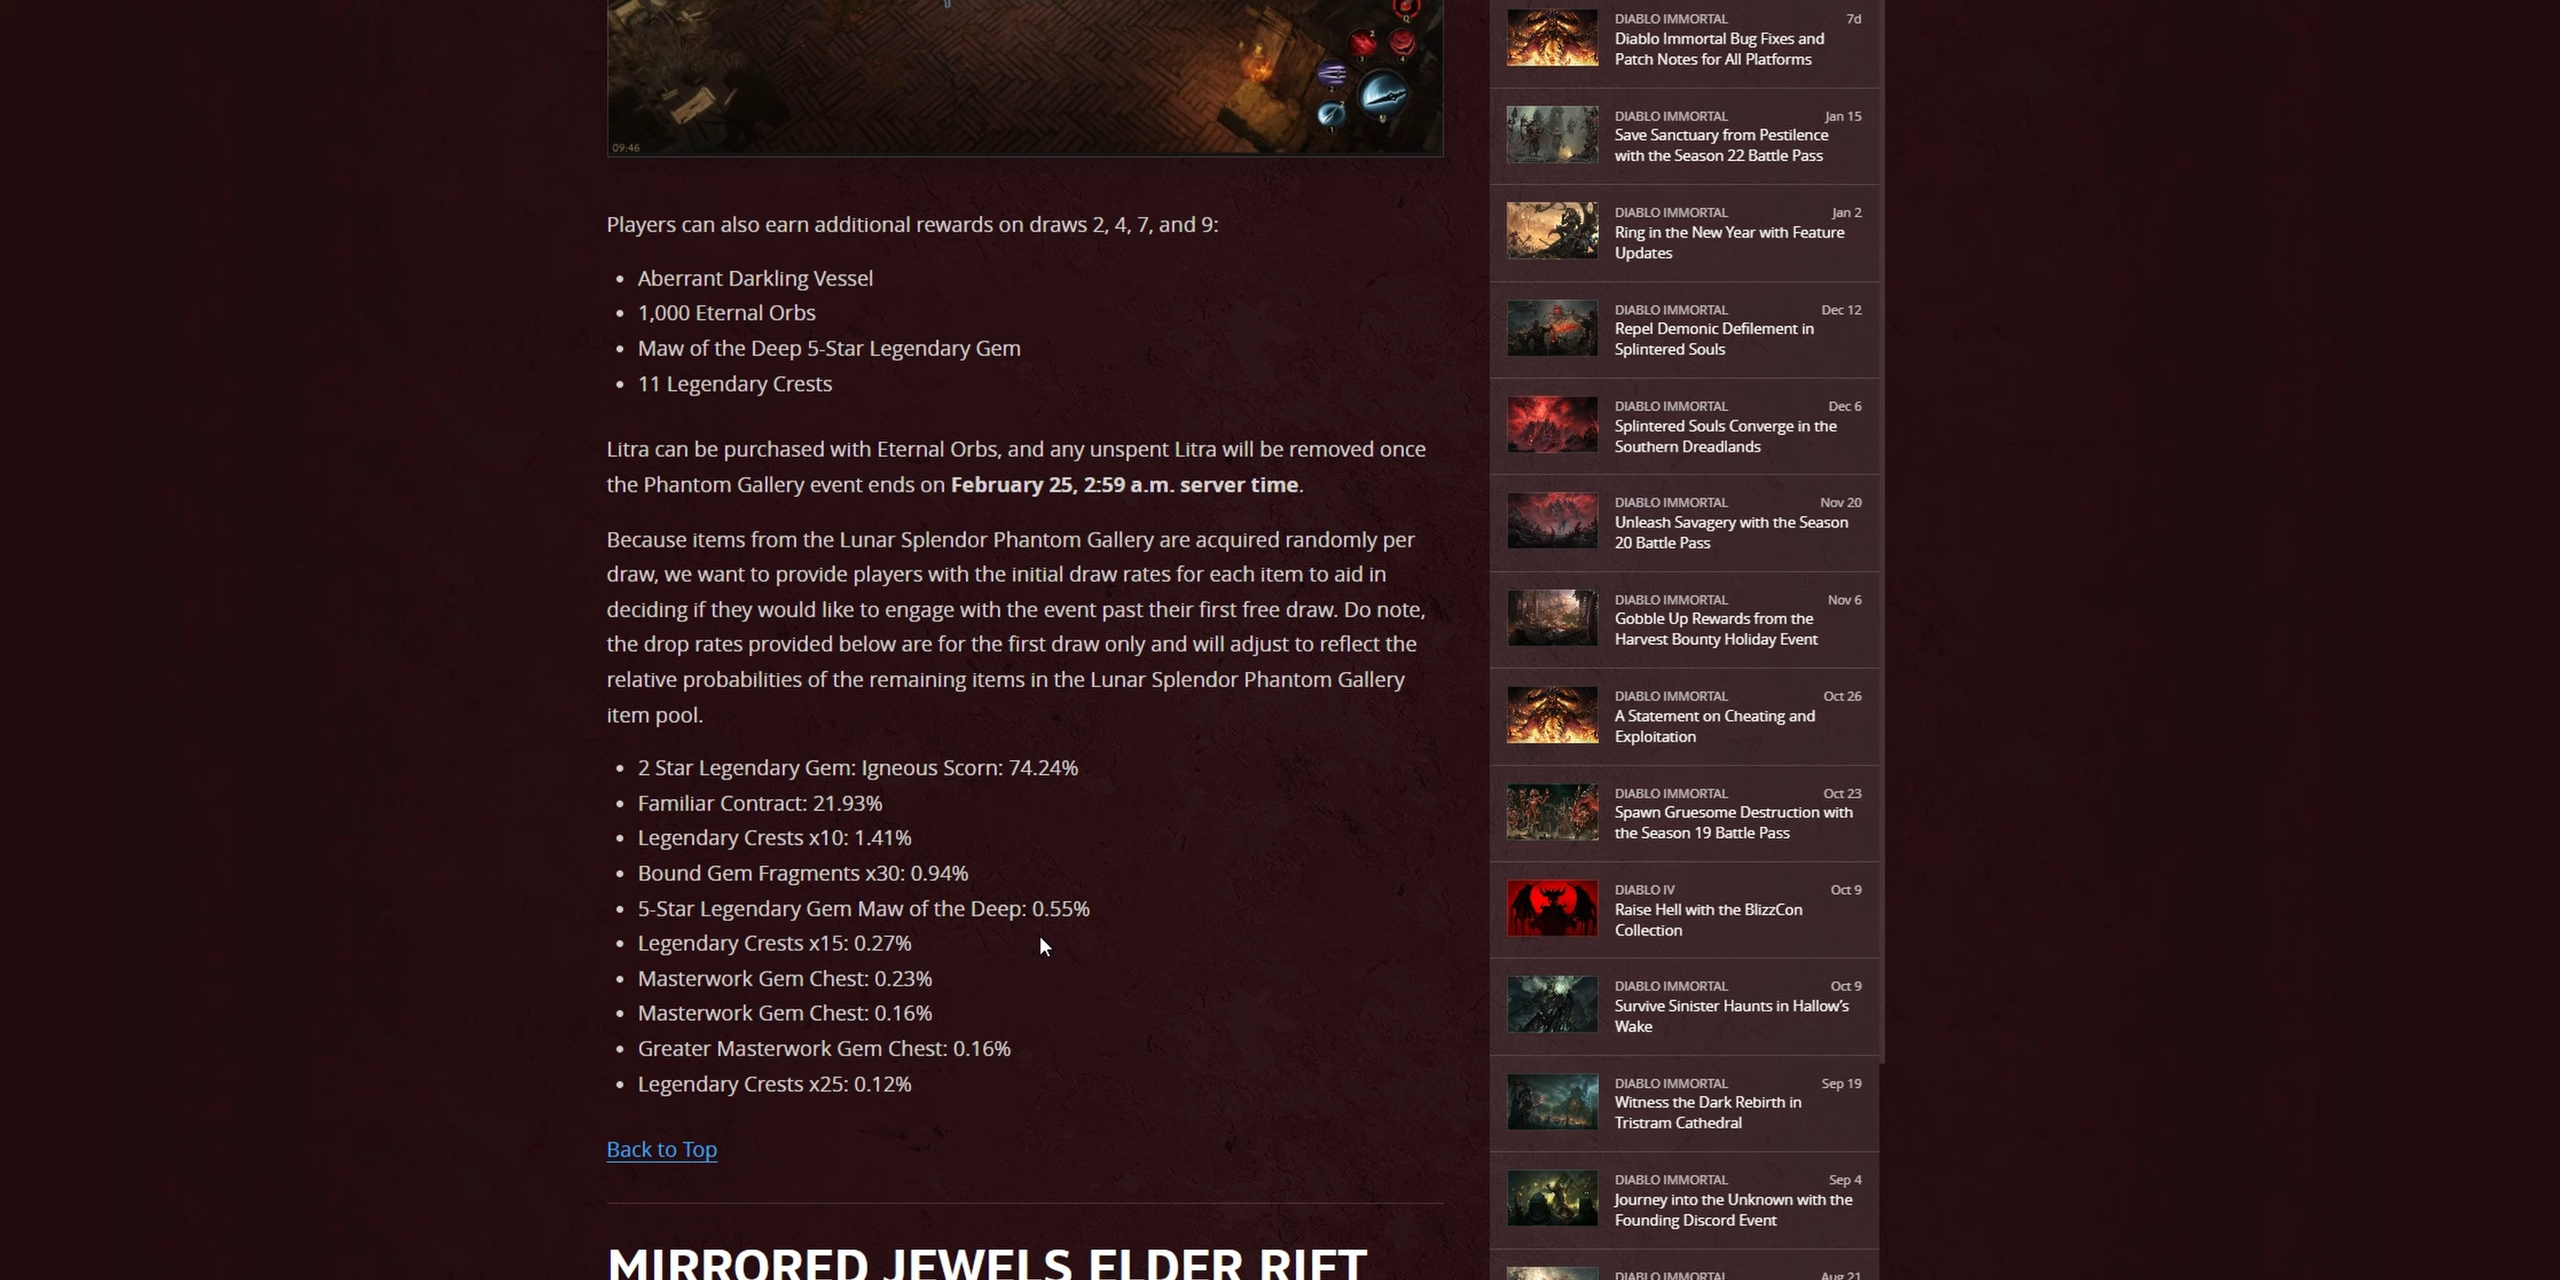 09:46
Players can also earn additional rewards on draws 2, 4, 7, and 9:
• Aberrant Darkling Vessel
• 1,000 Eternal Orbs
• Maw of the Deep 5-Star Legendary Gem
• 11 Legendary Crests
Litra can be purchased with Eternal Orbs, and any unspent Litra will be removed once
the Phantom Gallery event ends on February 25, 2:59 a.m. server time.
Because items from the Lunar Splendor Phantom Gallery are acquired randomly per
draw, we want to provide players with the initial draw rates for each item to aid in
deciding if they would like to engage with the event past their first free draw. Do note,
the drop rates provided below are for the first draw only and will adjust to reflect the
relative probabilities of the remaining items in the Lunar Splendor Phantom Gallery
item pool.
• 2 Star Legendary Gem: Igneous Scorn: 74.24%
• Familiar Contract: 21.93%
• Legendary Crests x10: 1.41%
• Bound Gem Fragments x30: 0.94%
• 5-Star Legendary Gem Maw of the Deep: 0.55%
• Legendary Crests x15: 0.27%
• Masterwork Gem Chest: 0.23%
• Masterwork Gem Chest: 0.16%
• Greater Masterwork Gem Chest: 0.16%
• Legendary Crests x25: 0.12%
Back to Top
MIRRORED JEWELS ELDER RIFT
DIABLO IMMORTAL 7d
Diablo Immortal Bug Fixes and
Patch Notes for All Platforms
DIABLO IMMORTAL Jan 15
Save Sanctuary from Pestilence
with the Season 22 Battle Pass
DIABLO IMMORTAL Jan 2
Ring in the New Year with Feature
Updates
DIABLO IMMORTAL Dec 12
Repel Demonic Defilement in
Splintered Souls
DIABLO IMMORTAL Dec 6
Splintered Souls Converge in the
Southern Dreadlands
DIABLO IMMORTAL Nov 20
Unleash Savagery with the Season
20 Battle Pass
DIABLO IMMORTAL Nov 6
Gobble Up Rewards from the
Harvest Bounty Holiday Event
DIABLO IMMORTAL Oct 26
A Statement on Cheating and
Exploitation
DIABLO IMMORTAL Oct 23
Spawn Gruesome Destruction with
the Season 19 Battle Pass
DIABLO IV Oct 9
Raise Hell with the BlizzCon
Collection
DIABLO IMMORTAL Oct 9
Survive Sinister Haunts in Hallow's
Wake
DIABLO IMMORTAL Sep 19
Witness the Dark Rebirth in
Tristram Cathedral
DIABLO IMMORTAL Sep 4
Journey into the Unknown with the
Founding Discord Event
DIABLO IMMORTAL Aug 21